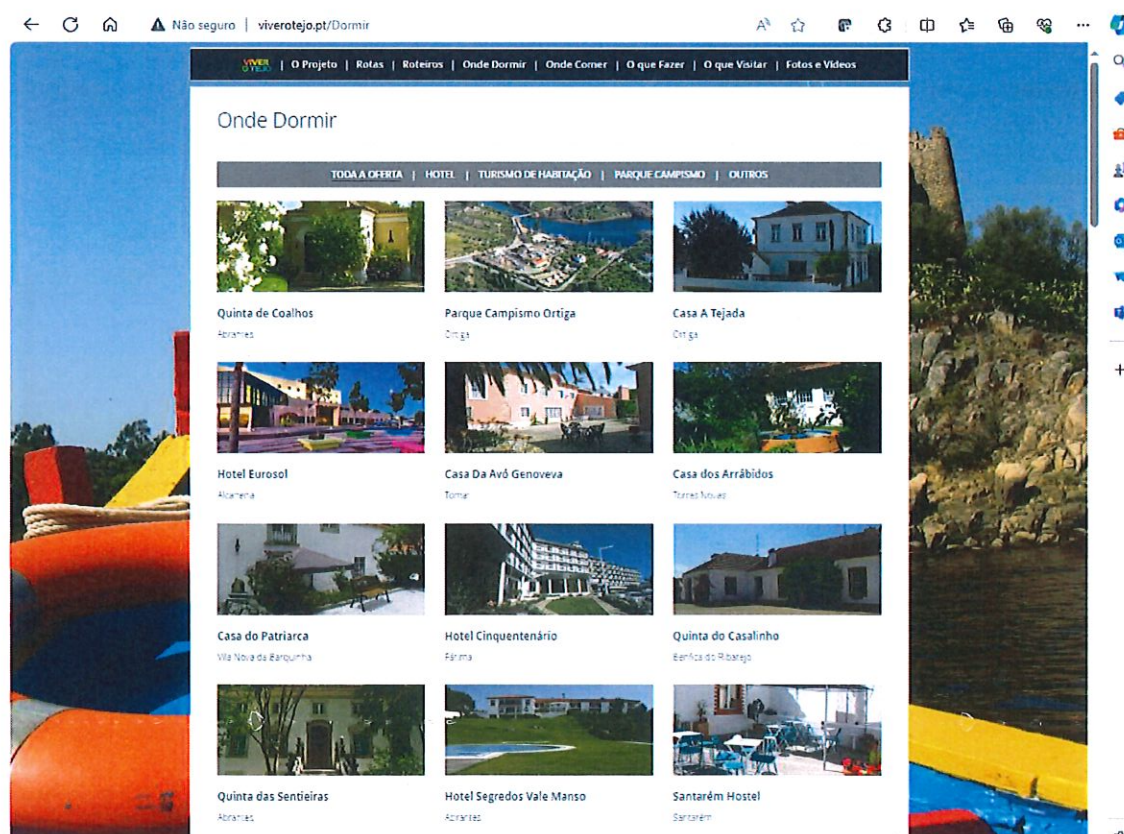 Não seguro | viverotejo.pt/Dormir
VIVER O TEJO | O Projeto | Rotas | Roteiros | Onde Dormir | Onde Comer | O que Fazer | O que Visitar | Fotos e Vídeos
Onde Dormir
TODA A OFERTA | HOTEL | TURISMO DE HABITAÇÃO | PARQUE CAMPISMO | OUTROS
Quinta de Coalhos
Abrantes
Parque Campismo Ortiga
Ortiga
Casa A Tejada
Ortiga
Hotel Eurosol
Alcanena
Casa Da Avó Genoveva
Tomar
Casa dos Arrábidos
Torres Novas
Casa do Patriarca
Vila Nova da Barquinha
Hotel Cinquentenário
Fátima
Quinta do Casalinho
Benfica do Ribatejo
Quinta das Sentieiras
Abrantes
Hotel Segredos Vale Manso
Abrantes
Santarém Hostel
Santarém